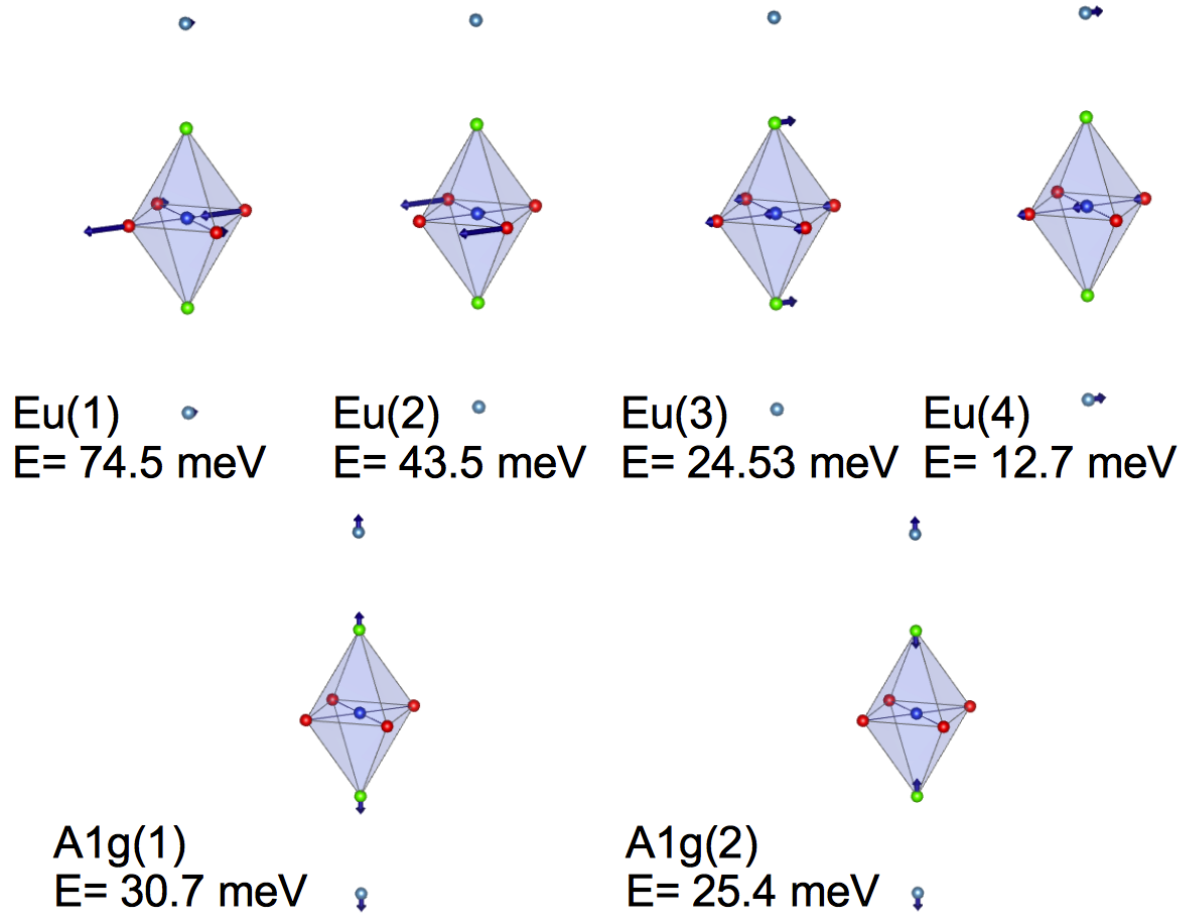 Eu(1)
E= 74.5 meV
Eu(2)
E= 43.5 meV
Eu(3)
E= 24.53 meV
Eu(4)
E= 12.7 meV
A1g(1)
E= 30.7 meV
A1g(2)
E= 25.4 meV